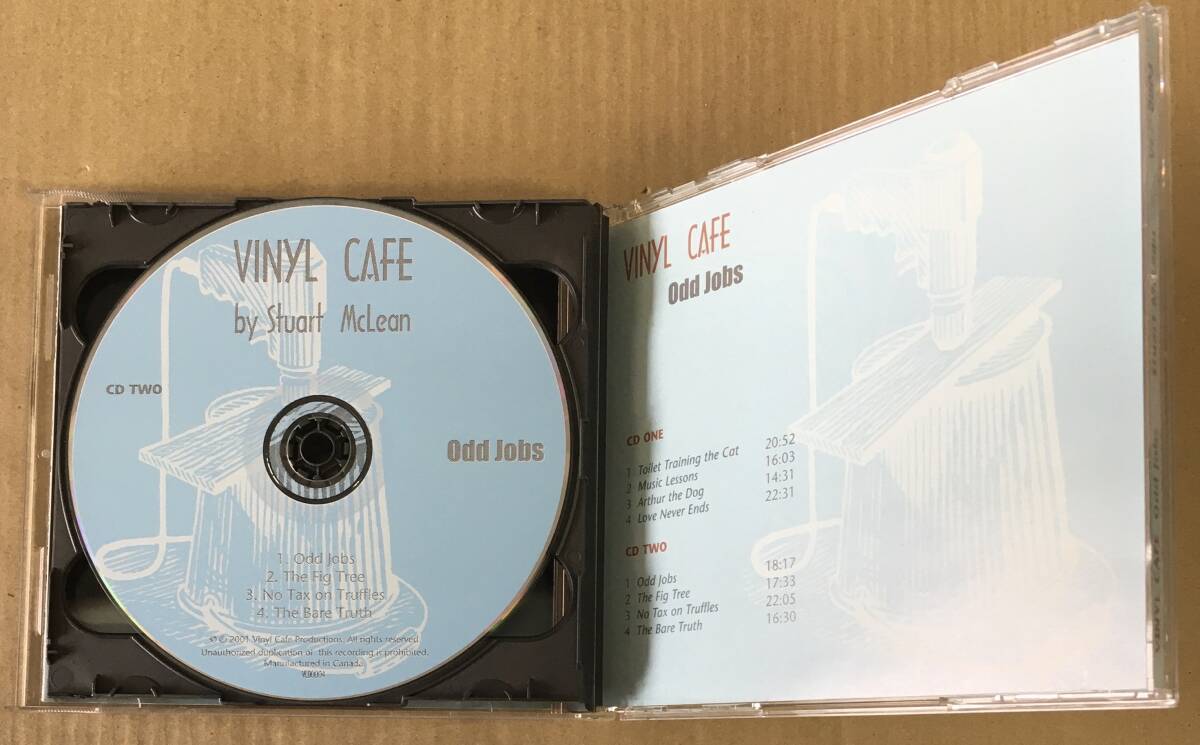 VINYL CAFE
by Stuart McLean
CD TWO
Odd Jobs
1. Odd Jobs
2. The Fig Tree
3. No Tax on Truffles
4. The Bare Truth
© 2001 Vinyl Cafe Productions. All rights reserved
Unauthorized duplication of this recording is prohibited.
Manufactured in Canada
VINYL CAFE
Odd Jobs
CD ONE
1 Toilet Training the Cat 20:52
2 Music Lessons 16:03
3 Arthur the Dog 14:31
4 Love Never Ends 22:31
CD TWO
1 Odd Jobs 18:17
2 The Fig Tree 17:33
3 No Tax on Truffles 22:05
4 The Bare Truth 16:30